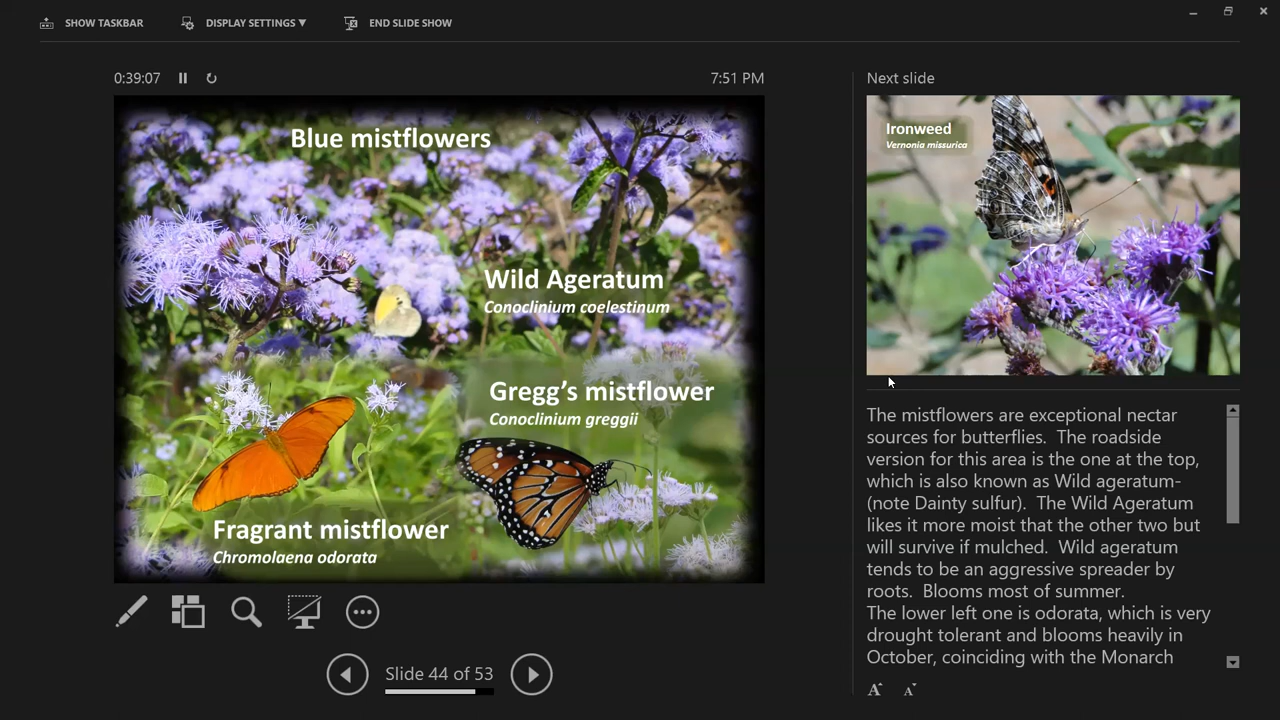 SHOW TASKBAR
DISPLAY SETTINGS ▼
END SLIDE SHOW
0:39:07
7:51 PM
Blue mistflowers
Wild Ageratum
Conoclinium coelestinum
Gregg's mistflower
Conoclinium greggii
Fragrant mistflower
Chromolaena odorata
Slide 44 of 53
Next slide
Ironweed
Vernonia missurica
The mistflowers are exceptional nectar
sources for butterflies.  The roadside
version for this area is the one at the top,
which is also known as Wild ageratum-
(note Dainty sulfur).  The Wild Ageratum
likes it more moist that the other two but
will survive if mulched.  Wild ageratum
tends to be an aggressive spreader by
roots.  Blooms most of summer.
The lower left one is odorata, which is very
drought tolerant and blooms heavily in
October, coinciding with the Monarch
A A